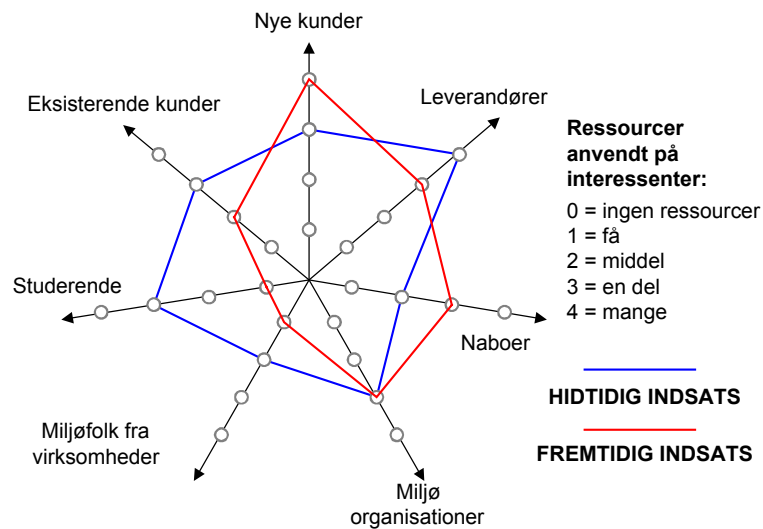 Nye kunder
Eksisterende kunder
Leverandører
Studerende
Naboer
Miljøfolk fra
virksomheder
Miljø
organisationer
Ressourcer
anvendt på
interessenter:
0 = ingen ressourcer
1 = få
2 = middel
3 = en del
4 = mange
HIDTIDIG INDSATS
FREMTIDIG INDSATS